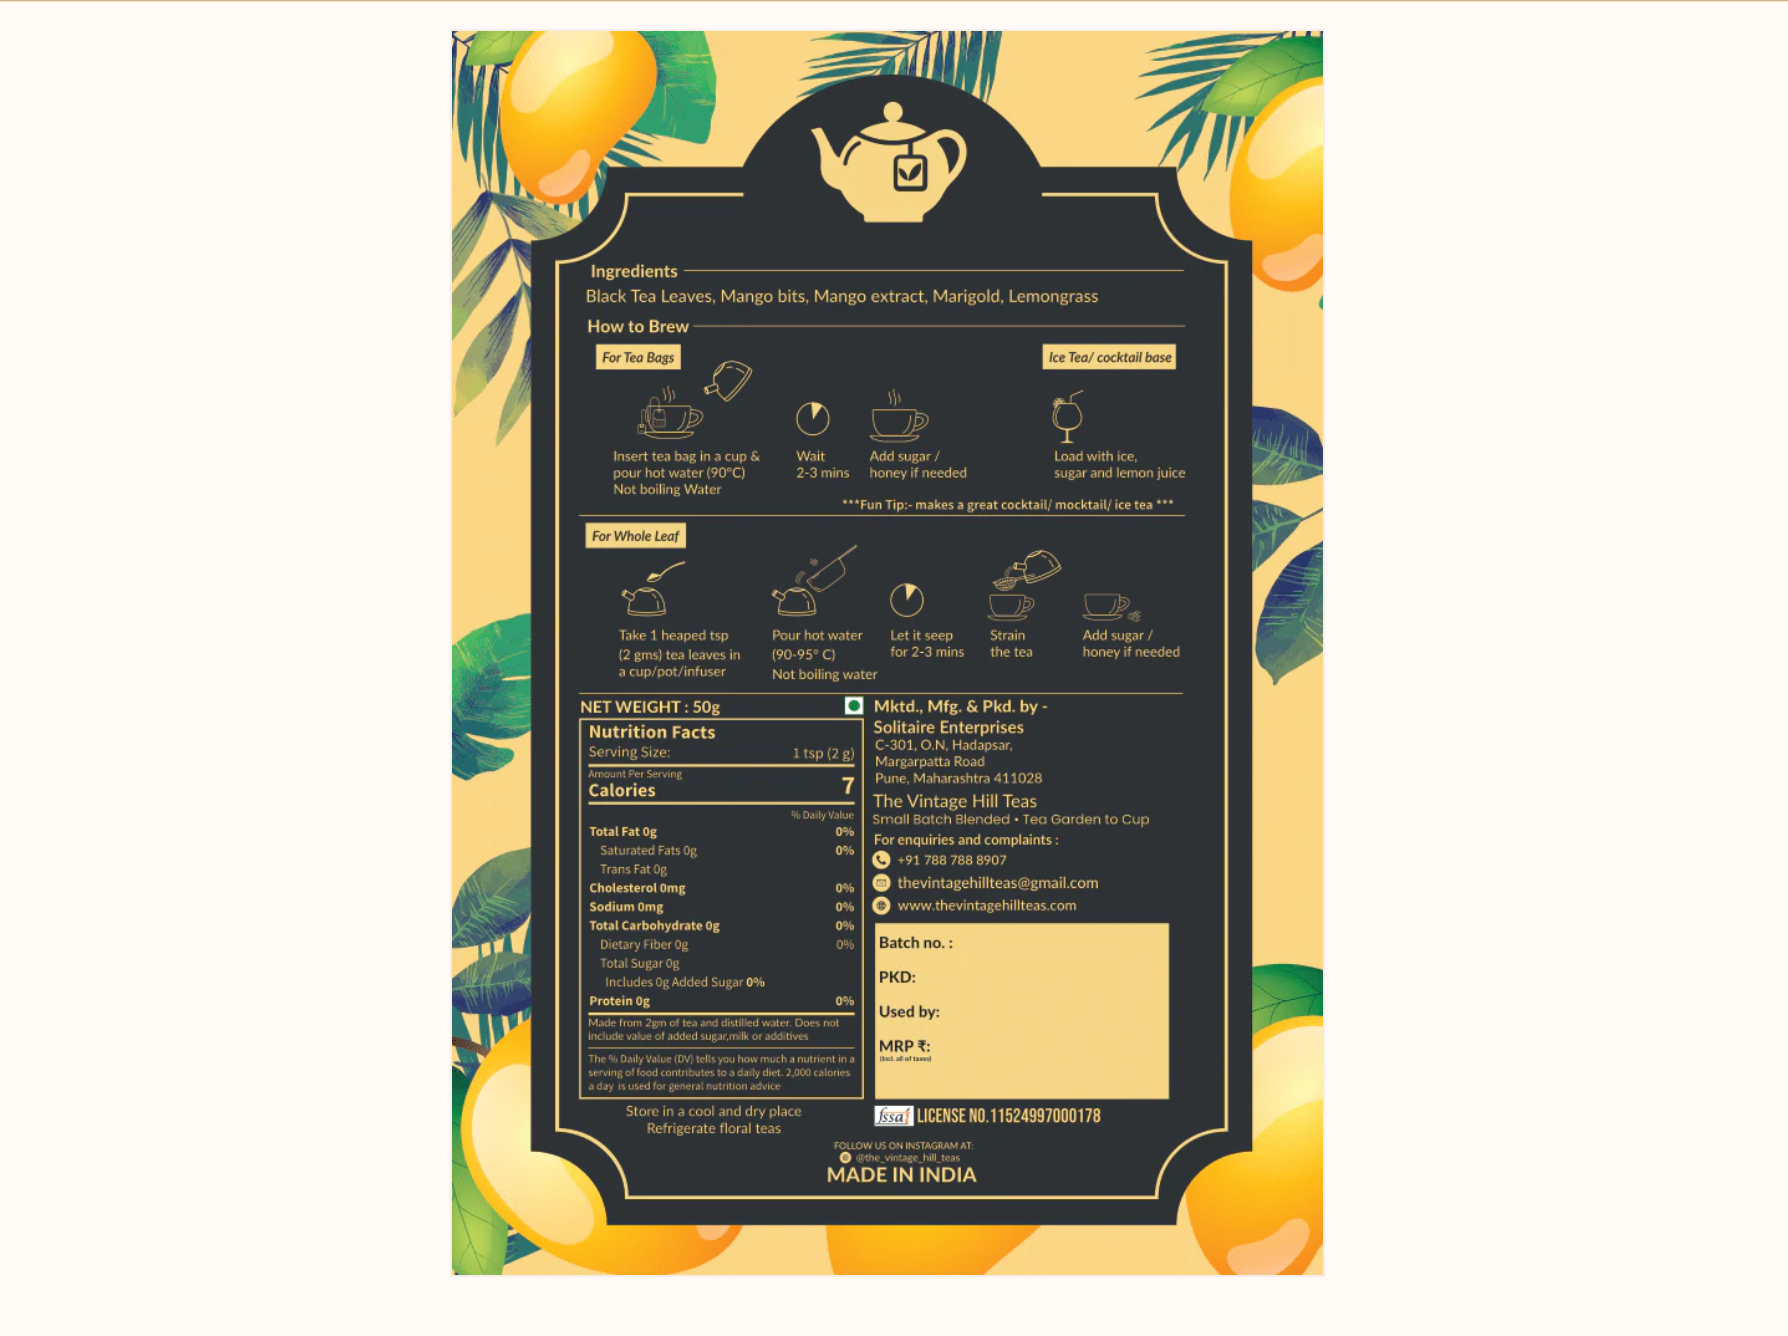 Ingredients
Black Tea Leaves, Mango bits, Mango extract, Marigold, Lemongrass
How to Brew
For Tea Bags
Insert tea bag in a cup &
pour hot water (90°C)
Not boiling Water
Wait
2-3 mins
Add sugar /
honey if needed
Ice Tea/ cocktail base
Load with ice,
sugar and lemon juice
***Fun Tip:- makes a great cocktail/ mocktail/ ice tea ***
For Whole Leaf
Take 1 heaped tsp
(2 gms) tea leaves in
a cup/pot/infuser
Pour hot water
(90-95° C)
Not boiling water
Let it seep
for 2-3 mins
Strain
the tea
Add sugar /
honey if needed
NET WEIGHT : 50g
Nutrition Facts
Serving Size: 1 tsp (2 g)
Amount Per Serving
Calories 7
% Daily Value
Total Fat 0g 0%
Saturated Fats 0g 0%
Trans Fat 0g
Cholesterol 0mg 0%
Sodium 0mg 0%
Total Carbohydrate 0g 0%
Dietary Fiber 0g 0%
Total Sugar 0g
Includes 0g Added Sugar 0%
Protein 0g 0%
Made from 2gm of tea and distilled water. Does not
include value of added sugar,milk or additives
The % Daily Value (DV) tells you how much a nutrient in a
serving of food contributes to a daily diet. 2,000 calories
a day is used for general nutrition advice
Store in a cool and dry place
Refrigerate floral teas
Mktd., Mfg. & Pkd. by -
Solitaire Enterprises
C-301, O.N, Hadapsar,
Margarpatta Road
Pune, Maharashtra 411028
The Vintage Hill Teas
Small Batch Blended • Tea Garden to Cup
For enquiries and complaints :
+91 788 788 8907
thevintagehillteas@gmail.com
www.thevintagehillteas.com
Batch no. :
PKD:
Used by:
MRP ₹:
(Incl. all of taxes)
fssai LICENSE NO.11524997000178
FOLLOW US ON INSTAGRAM AT:
@the_vintage_hill_teas
MADE IN INDIA